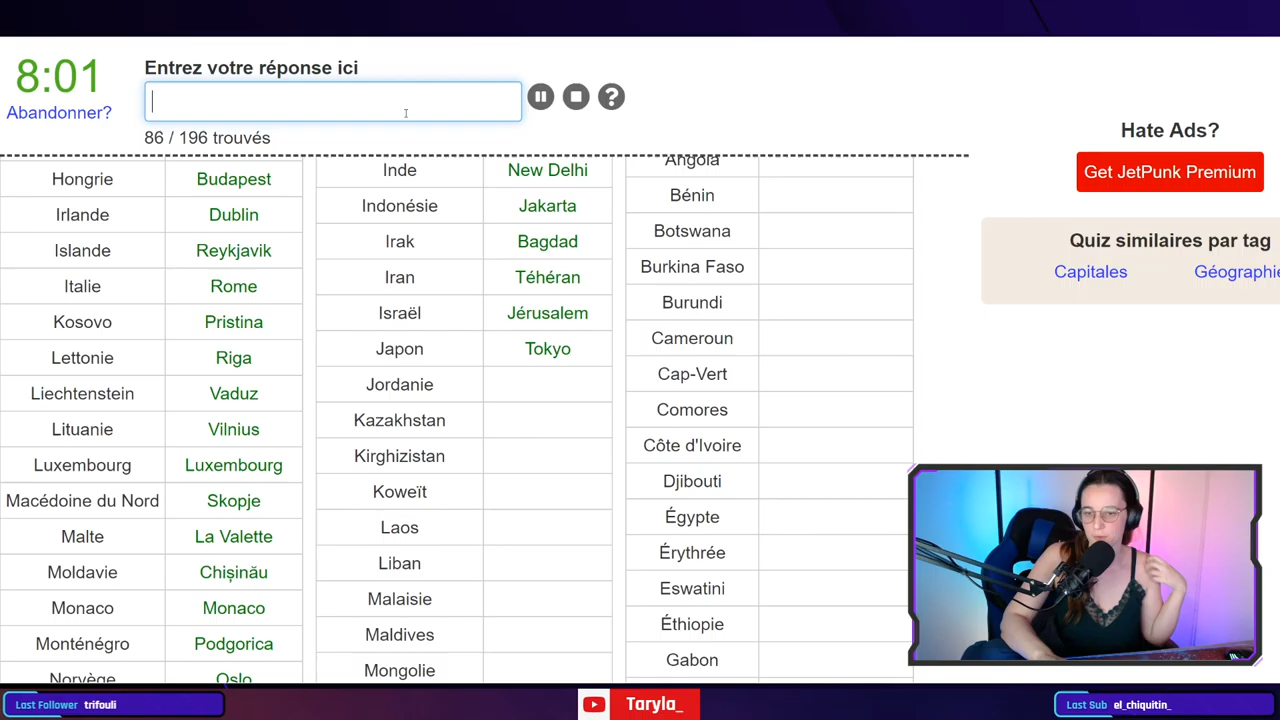 8:01
Abandonner?
Entrez votre réponse ici
86 / 196 trouvés
Hongrie Budapest
Irlande Dublin
Islande Reykjavik
Italie Rome
Kosovo Pristina
Lettonie Riga
Liechtenstein Vaduz
Lituanie Vilnius
Luxembourg Luxembourg
Macédoine du Nord Skopje
Malte La Valette
Moldavie Chișinău
Monaco Monaco
Monténégro Podgorica
Norvège Oslo
Inde New Delhi
Indonésie Jakarta
Irak Bagdad
Iran Téhéran
Israël Jérusalem
Japon Tokyo
Jordanie
Kazakhstan
Kirghizistan
Koweït
Laos
Liban
Malaisie
Maldives
Mongolie
Angola
Bénin
Botswana
Burkina Faso
Burundi
Cameroun
Cap-Vert
Comores
Côte d'Ivoire
Djibouti
Égypte
Érythrée
Eswatini
Éthiopie
Gabon
Hate Ads?
Get JetPunk Premium
Quiz similaires par tag
Capitales Géographie
Last Follower trifouli
Taryla_
Last Sub el_chiquitin_